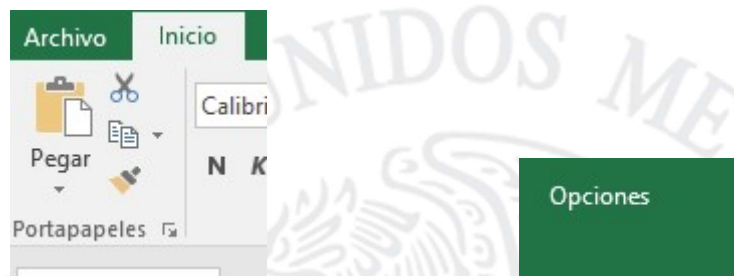 Archivo Inicio
Calibri
Pegar
N K
Portapapeles
NIDOS ME
Opciones